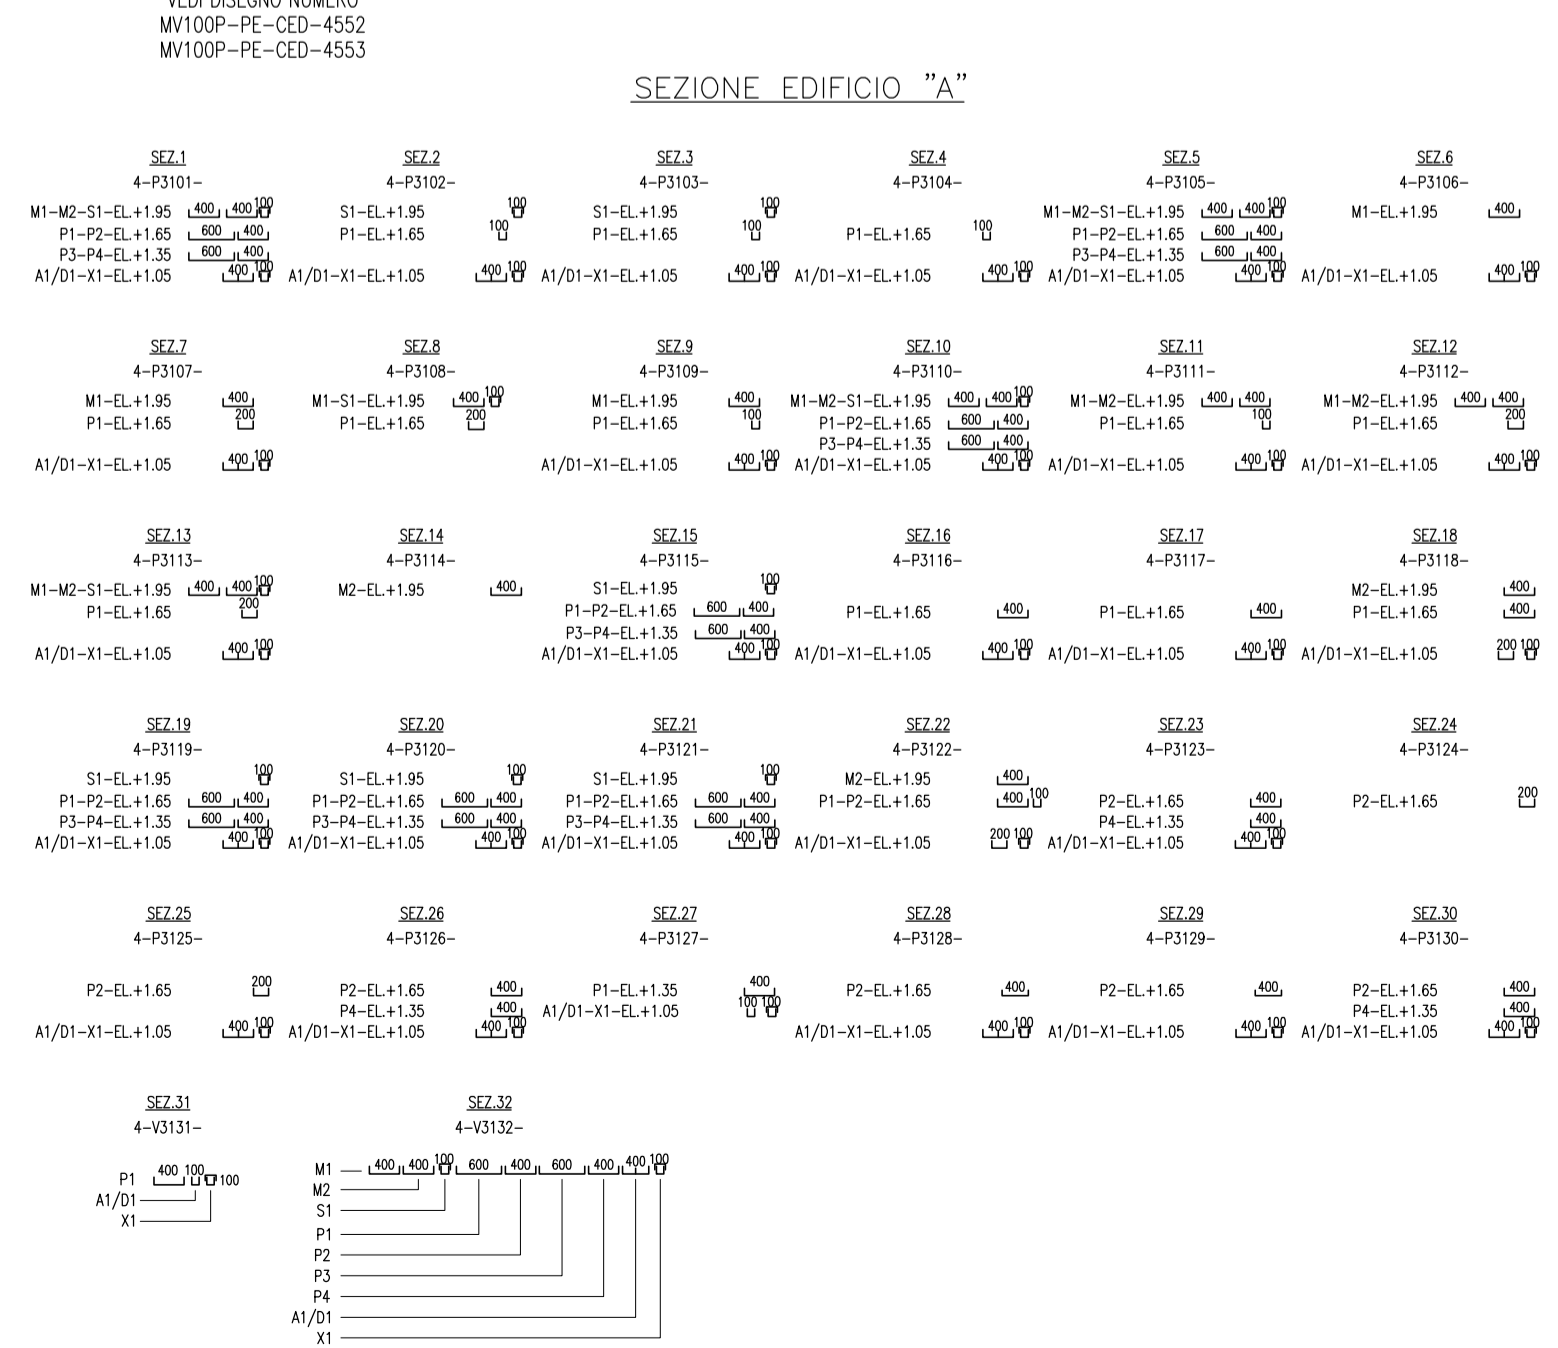 VEDI DISEGNO NUMERO
MV100P-PE-CED-4552
MV100P-PE-CED-4553
SEZIONE EDIFICIO "A"
SEZ.1
4-P3101-
M1-M2-S1-EL.+1.95 400 400 100
P1-P2-EL.+1.65 600 400
P3-P4-EL.+1.35 600 400
A1/D1-X1-EL.+1.05 400 100
SEZ.2
4-P3102-
S1-EL.+1.95 100
P1-EL.+1.65 100
A1/D1-X1-EL.+1.05 400 100
SEZ.3
4-P3103-
S1-EL.+1.95 100
P1-EL.+1.65 100
A1/D1-X1-EL.+1.05 400 100
SEZ.4
4-P3104-
P1-EL.+1.65 100
A1/D1-X1-EL.+1.05 400 100
SEZ.5
4-P3105-
M1-M2-S1-EL.+1.95 400 400 100
P1-P2-EL.+1.65 600 400
P3-P4-EL.+1.35 600 400
A1/D1-X1-EL.+1.05 400 100
SEZ.6
4-P3106-
M1-EL.+1.95 400
A1/D1-X1-EL.+1.05 400 100
SEZ.7
4-P3107-
M1-EL.+1.95 400
P1-EL.+1.65 200
A1/D1-X1-EL.+1.05 400 100
SEZ.8
4-P3108-
M1-S1-EL.+1.95 400 100
P1-EL.+1.65 200
SEZ.9
4-P3109-
M1-EL.+1.95 400
P1-EL.+1.65 100
A1/D1-X1-EL.+1.05 400 100
SEZ.10
4-P3110-
M1-M2-S1-EL.+1.95 400 400 100
P1-P2-EL.+1.65 600 400
P3-P4-EL.+1.35 600 400
A1/D1-X1-EL.+1.05 400 100
SEZ.11
4-P3111-
M1-M2-EL.+1.95 400 400
P1-EL.+1.65 100
A1/D1-X1-EL.+1.05 400 100
SEZ.12
4-P3112-
M1-M2-EL.+1.95 400 400
P1-EL.+1.65 200
A1/D1-X1-EL.+1.05 400 100
SEZ.13
4-P3113-
M1-M2-S1-EL.+1.95 400 400 100
P1-EL.+1.65 200
A1/D1-X1-EL.+1.05 400 100
SEZ.14
4-P3114-
M2-EL.+1.95 400
SEZ.15
4-P3115-
S1-EL.+1.95 100
P1-P2-EL.+1.65 600 400
P3-P4-EL.+1.35 600 400
A1/D1-X1-EL.+1.05 400 100
SEZ.16
4-P3116-
P1-EL.+1.65 400
A1/D1-X1-EL.+1.05 400 100
SEZ.17
4-P3117-
P1-EL.+1.65 400
A1/D1-X1-EL.+1.05 400 100
SEZ.18
4-P3118-
M2-EL.+1.95 400
P1-EL.+1.65 400
A1/D1-X1-EL.+1.05 200 100
SEZ.19
4-P3119-
S1-EL.+1.95 100
P1-P2-EL.+1.65 600 400
P3-P4-EL.+1.35 600 400
A1/D1-X1-EL.+1.05 400 100
SEZ.20
4-P3120-
S1-EL.+1.95 100
P1-P2-EL.+1.65 600 400
P3-P4-EL.+1.35 600 400
A1/D1-X1-EL.+1.05 400 100
SEZ.21
4-P3121-
S1-EL.+1.95 100
P1-P2-EL.+1.65 600 400
P3-P4-EL.+1.35 600 400
A1/D1-X1-EL.+1.05 400 100
SEZ.22
4-P3122-
M2-EL.+1.95 400
P1-P2-EL.+1.65 400 100
A1/D1-X1-EL.+1.05 200 100
SEZ.23
4-P3123-
P2-EL.+1.65 400
P4-EL.+1.35 400
A1/D1-X1-EL.+1.05 400 100
SEZ.24
4-P3124-
P2-EL.+1.65 200
SEZ.25
4-P3125-
P2-EL.+1.65 200
A1/D1-X1-EL.+1.05 400 100
SEZ.26
4-P3126-
P2-EL.+1.65 400
P4-EL.+1.35 400
A1/D1-X1-EL.+1.05 400 100
SEZ.27
4-P3127-
P1-EL.+1.35 400
A1/D1-X1-EL.+1.05 100 100
SEZ.28
4-P3128-
P2-EL.+1.65 400
A1/D1-X1-EL.+1.05 400 100
SEZ.29
4-P3129-
P2-EL.+1.65 400
A1/D1-X1-EL.+1.05 400 100
SEZ.30
4-P3130-
P2-EL.+1.65 400
P4-EL.+1.35 400
A1/D1-X1-EL.+1.05 400 100
SEZ.31
4-V3131-
P1 400 100 100
A1/D1
X1
SEZ.32
4-V3132-
M1 400 400 100 600 400 600 400 400 100
M2
S1
P1
P2
P3
P4
A1/D1
X1